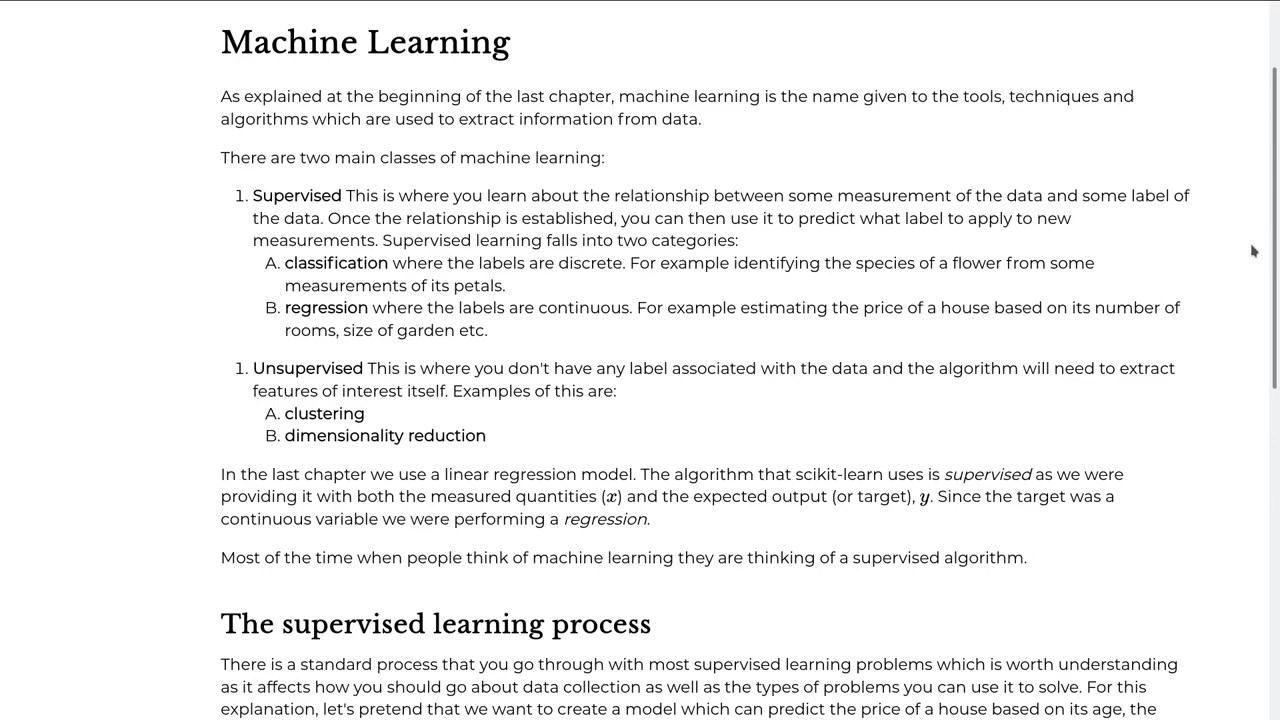 Machine Learning
As explained at the beginning of the last chapter, machine learning is the name given to the tools, techniques and
algorithms which are used to extract information from data.
There are two main classes of machine learning:
1. Supervised This is where you learn about the relationship between some measurement of the data and some label of
the data. Once the relationship is established, you can then use it to predict what label to apply to new
measurements. Supervised learning falls into two categories:
A. classification where the labels are discrete. For example identifying the species of a flower from some
measurements of its petals.
B. regression where the labels are continuous. For example estimating the price of a house based on its number of
rooms, size of garden etc.
1. Unsupervised This is where you don't have any label associated with the data and the algorithm will need to extract
features of interest itself. Examples of this are:
A. clustering
B. dimensionality reduction
In the last chapter we use a linear regression model. The algorithm that scikit-learn uses is supervised as we were
providing it with both the measured quantities (x) and the expected output (or target), y. Since the target was a
continuous variable we were performing a regression.
Most of the time when people think of machine learning they are thinking of a supervised algorithm.
The supervised learning process
There is a standard process that you go through with most supervised learning problems which is worth understanding
as it affects how you should go about data collection as well as the types of problems you can use it to solve. For this
explanation, let's pretend that we want to create a model which can predict the price of a house based on its age, the